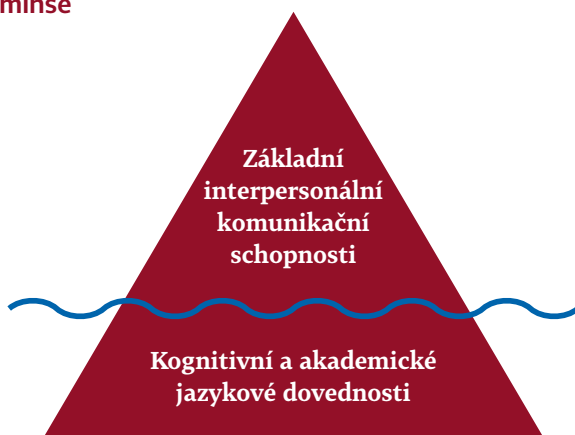 minse
Základní
interpersonální
komunikační
schopnosti
Kognitivní a akademické
jazykové dovednosti